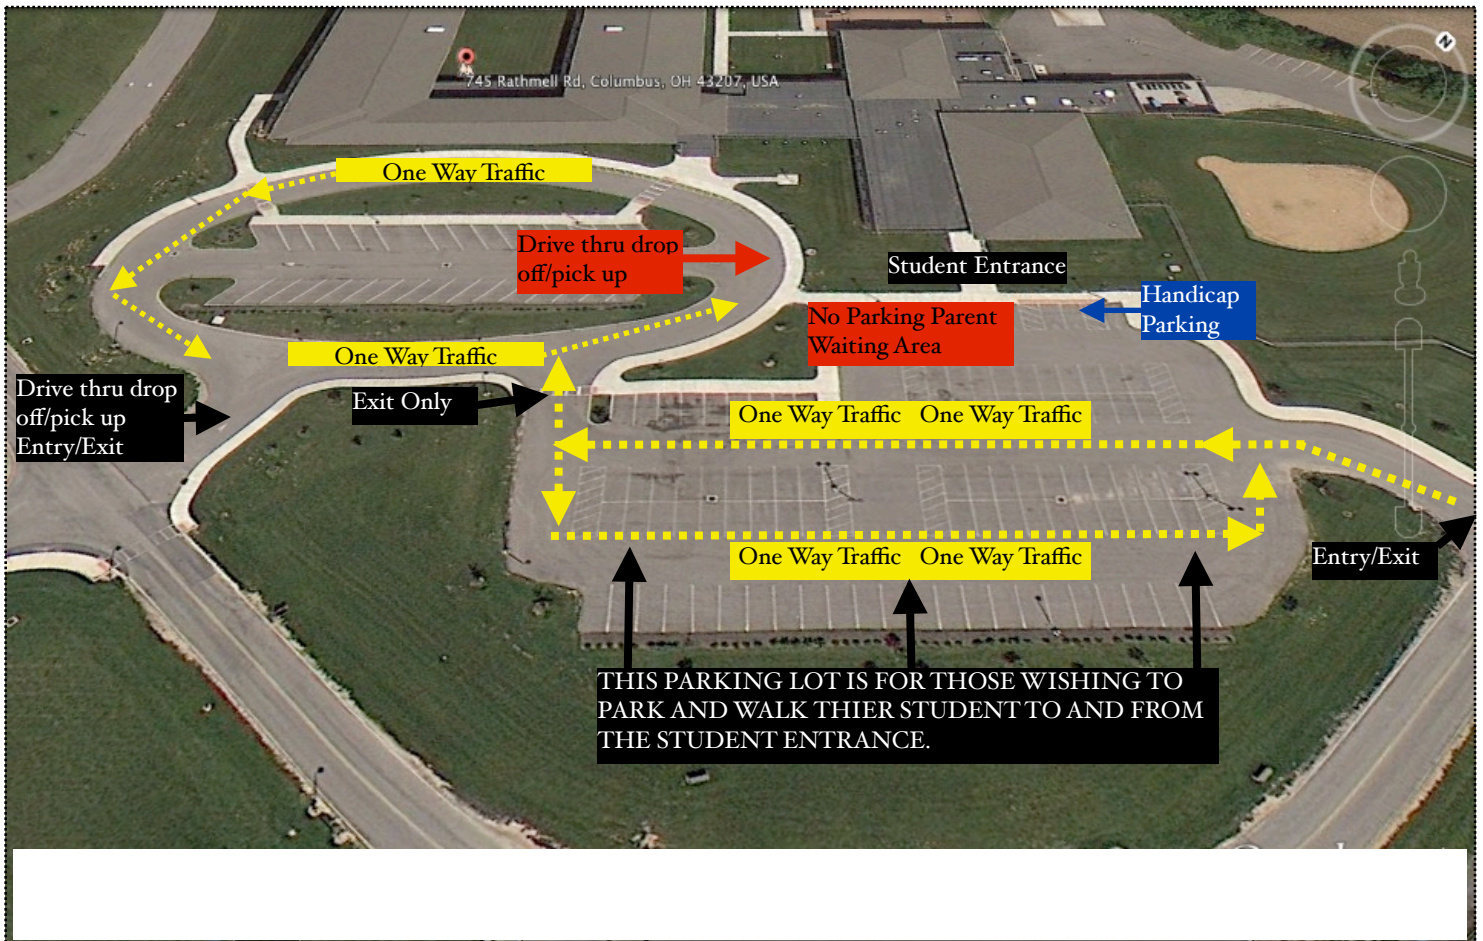 N
745 Rathmell Rd, Columbus, OH 43207, USA
One Way Traffic
Drive thru drop
off/pick up
Student Entrance
Handicap
Parking
No Parking Parent
Waiting Area
One Way Traffic
Drive thru drop
off/pick up
Entry/Exit
Exit Only
One Way Traffic One Way Traffic
One Way Traffic One Way Traffic
Entry/Exit
THIS PARKING LOT IS FOR THOSE WISHING TO
PARK AND WALK THIER STUDENT TO AND FROM
THE STUDENT ENTRANCE.